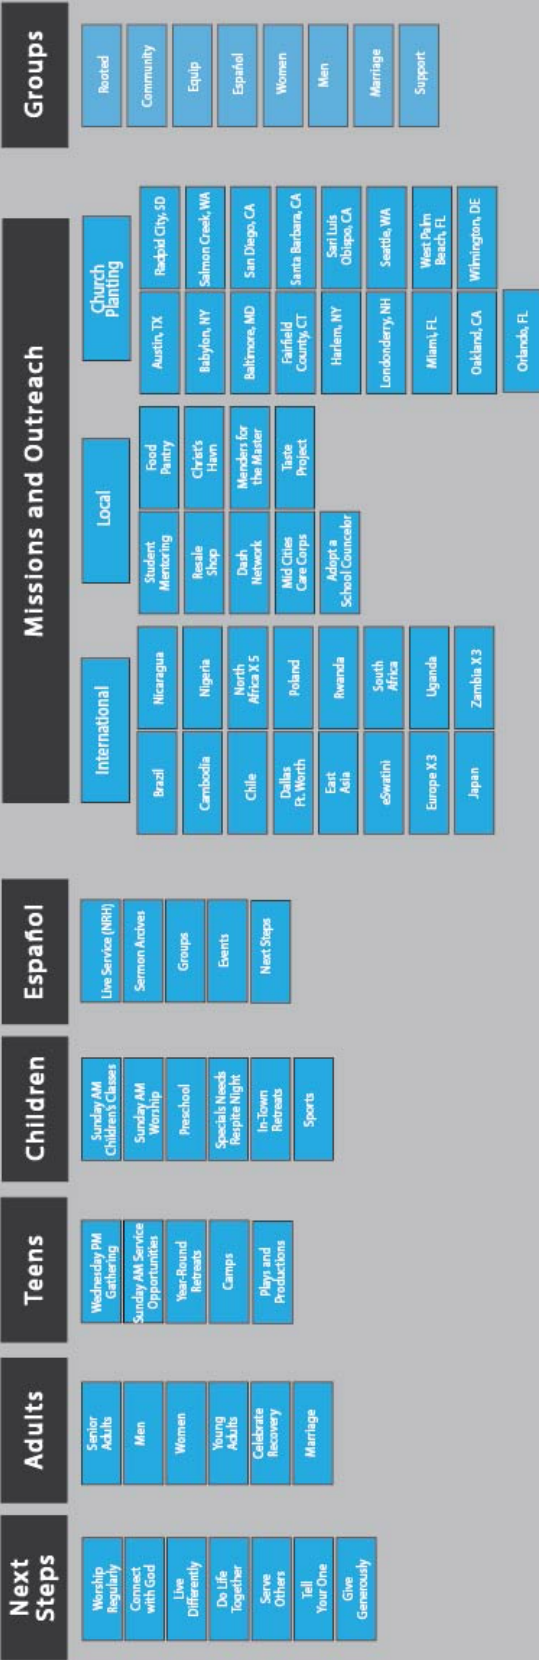 Next
Steps
Worship
Regularly
Connect
with God
Live
Differently
Do Life
Together
Serve
Others
Tell
Your One
Give
Generously
Adults
Senior
Adults
Men
Women
Young
Adults
Celebrate
Recovery
Marriage
Teens
Wednesday PM
Gathering
Sunday AM Service
Opportunities
Year-Round
Retreats
Camps
Plays and
Productions
Children
Sunday AM
Children's Classes
Sunday AM
Worship
Preschool
Specials Needs
Respite Night
In-Town
Retreats
Sports
Español
Live Service (NRH)
Sermon Arcives
Groups
Events
Next Steps
Missions and Outreach
International
Brazil
Cambodia
Chile
Dallas
Ft. Worth
East
Asia
eSwatini
Europe X 3
Japan
Nicaragua
Nigeria
North
Africa X 5
Poland
Rwanda
South
Africa
Uganda
Zambia X 3
Local
Student
Mentoring
Resale
Shop
Dash
Network
Mid Cities
Care Corps
Adopt a
School Councelor
Food
Pantry
Christ's
Havn
Menders for
the Master
Taste
Project
Church
Planting
Austin, TX
Babylon, NY
Baltimore, MD
Fairfield
County, CT
Harlem, NY
Londonderry, NH
Miami, FL
Oakland, CA
Orlando, FL
Radpid City, SD
Salmon Creek, WA
San Diego, CA
Santa Barbara, CA
San Luis
Obispo, CA
Seattle, WA
West Palm
Beach, FL
Wilmington, DE
Groups
Rooted
Community
Equip
Español
Women
Men
Marriage
Support